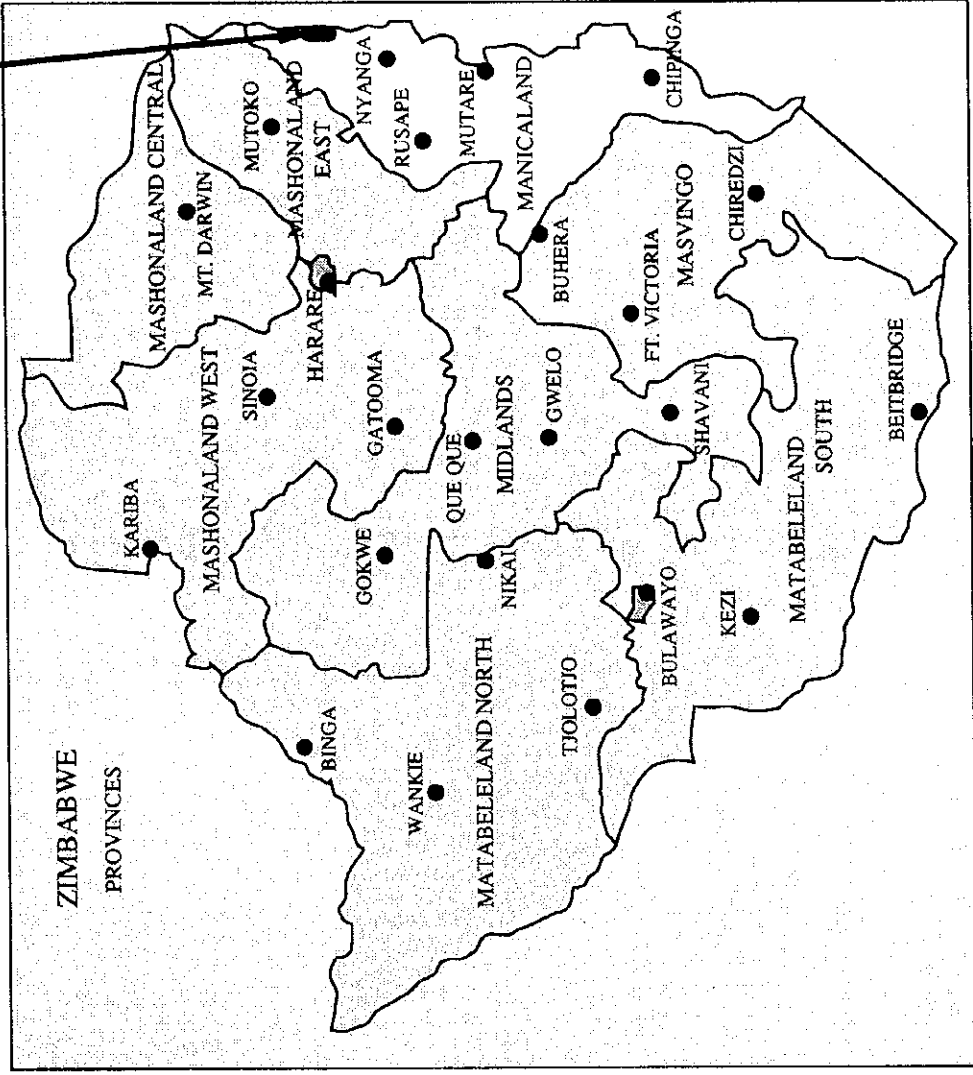 ZIMBABWE
PROVINCES
KARIBA
MASHONALAND CENTRAL
MT. DARWIN
MASHONALAND WEST
SINOIA
MUTOKO
MASHONALAND
EAST
HARARE
BINGA
GOKWE
GATOOMA
NYANGA
RUSAPE
WANKIE
QUE QUE
MUTARE
MATABELELAND NORTH
NIKAI
MIDLANDS
GWELO
MANICALAND
BUHERA
TJOLOTJO
BULAWAYO
SHAVANI
FT. VICTORIA
MASVINGO
CHIPINGA
KEZI
CHIREDZI
MATABELELAND
SOUTH
BEITBRIDGE